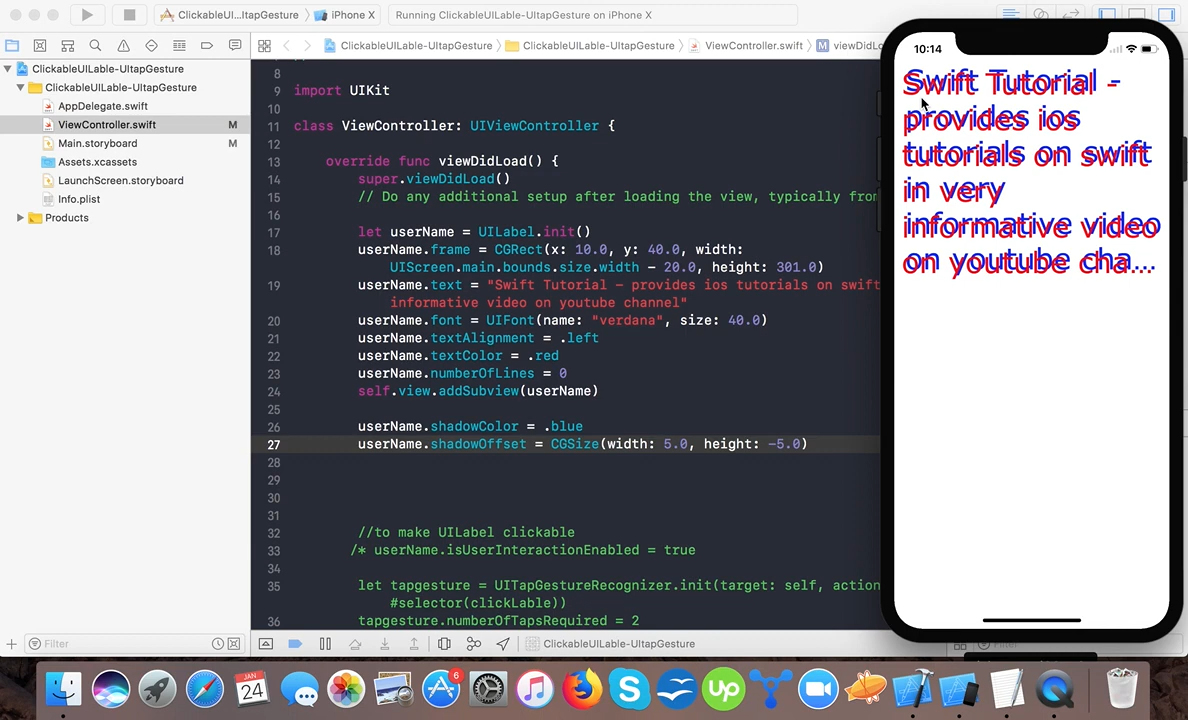 ClickableUI...ItapGesture
iPhone X
Running ClickableUILable-UItapGesture on iPhone X
ClickableUILable-UItapGesture
ClickableUILable-UItapGesture
ViewController.swift
M
ClickableUILable-UItapGesture
ClickableUILable-UItapGesture
AppDelegate.swift
ViewController.swift
M
Main.storyboard
M
Assets.xcassets
LaunchScreen.storyboard
Info.plist
Products
8
9 import UIKit
10
11 class ViewController: UIViewController {
12
13 override func viewDidLoad() {
14 super.viewDidLoad()
15 // Do any additional setup after loading the view, typically from
16
17 let userName = UILabel.init()
18 userName.frame = CGRect(x: 10.0, y: 40.0, width:
UIScreen.main.bounds.size.width - 20.0, height: 301.0)
19 userName.text = "Swift Tutorial - provides ios tutorials on swift
informative video on youtube channel"
20 userName.font = UIFont(name: "verdana", size: 40.0)
21 userName.textAlignment = .left
22 userName.textColor = .red
23 userName.numberOfLines = 0
24 self.view.addSubview(userName)
25
26 userName.shadowColor = .blue
27 userName.shadowOffset = CGSize(width: 5.0, height: -5.0)
28
29
30
31
32 //to make UILabel clickable
33 /* userName.isUserInteractionEnabled = true
34
35 let tapgesture = UITapGestureRecognizer.init(target: self, action
#selector(clickLable))
36 tapgesture.numberOfTapsRequired = 2
Filter
ClickableUILable-UItapGesture
Filter
10:14
Swift Tutorial -
provides ios
tutorials on swift
in very
informative video
on youtube cha...
JAN
24
6
Up